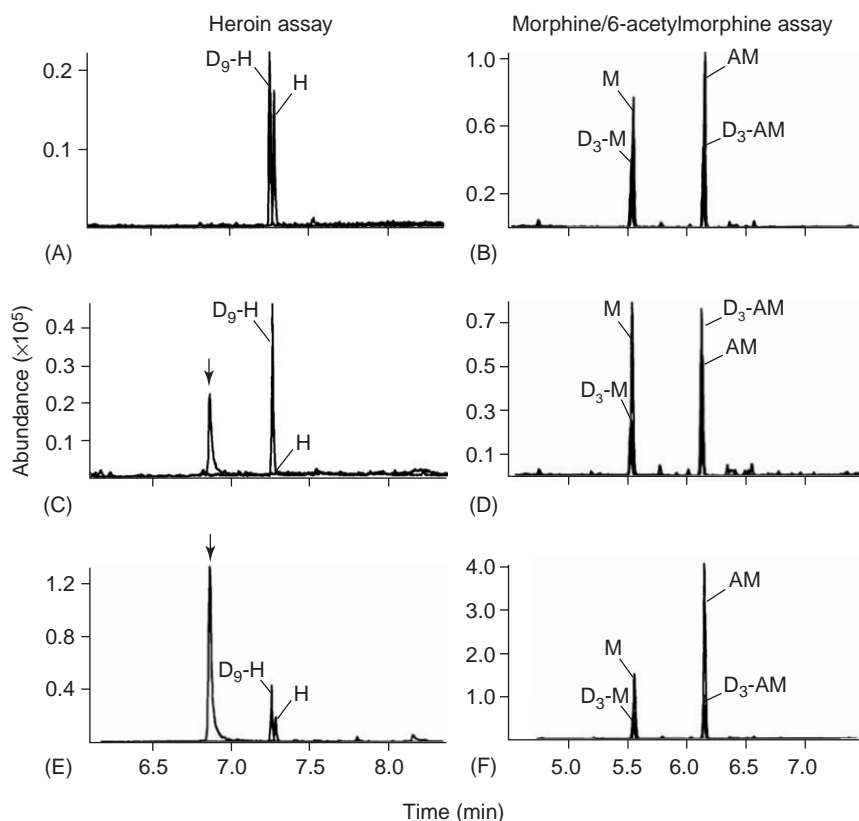 Heroin assay
Morphine/6-acetylmorphine assay
Abundance (×10⁵)
0.2
0.1
D₉-H
H
(A)
1.0
0.6
0.2
M
D₃-M
AM
D₃-AM
(B)
0.4
0.3
0.2
0.1
D₉-H
H
(C)
0.7
0.5
0.3
0.1
M
D₃-M
D₃-AM
AM
(D)
1.2
0.8
0.4
D₉-H
H
(E)
6.5 7.0 7.5 8.0
4.0
3.0
2.0
1.0
M
D₃-M
AM
D₃-AM
(F)
5.0 5.5 6.0 6.5 7.0
Time (min)